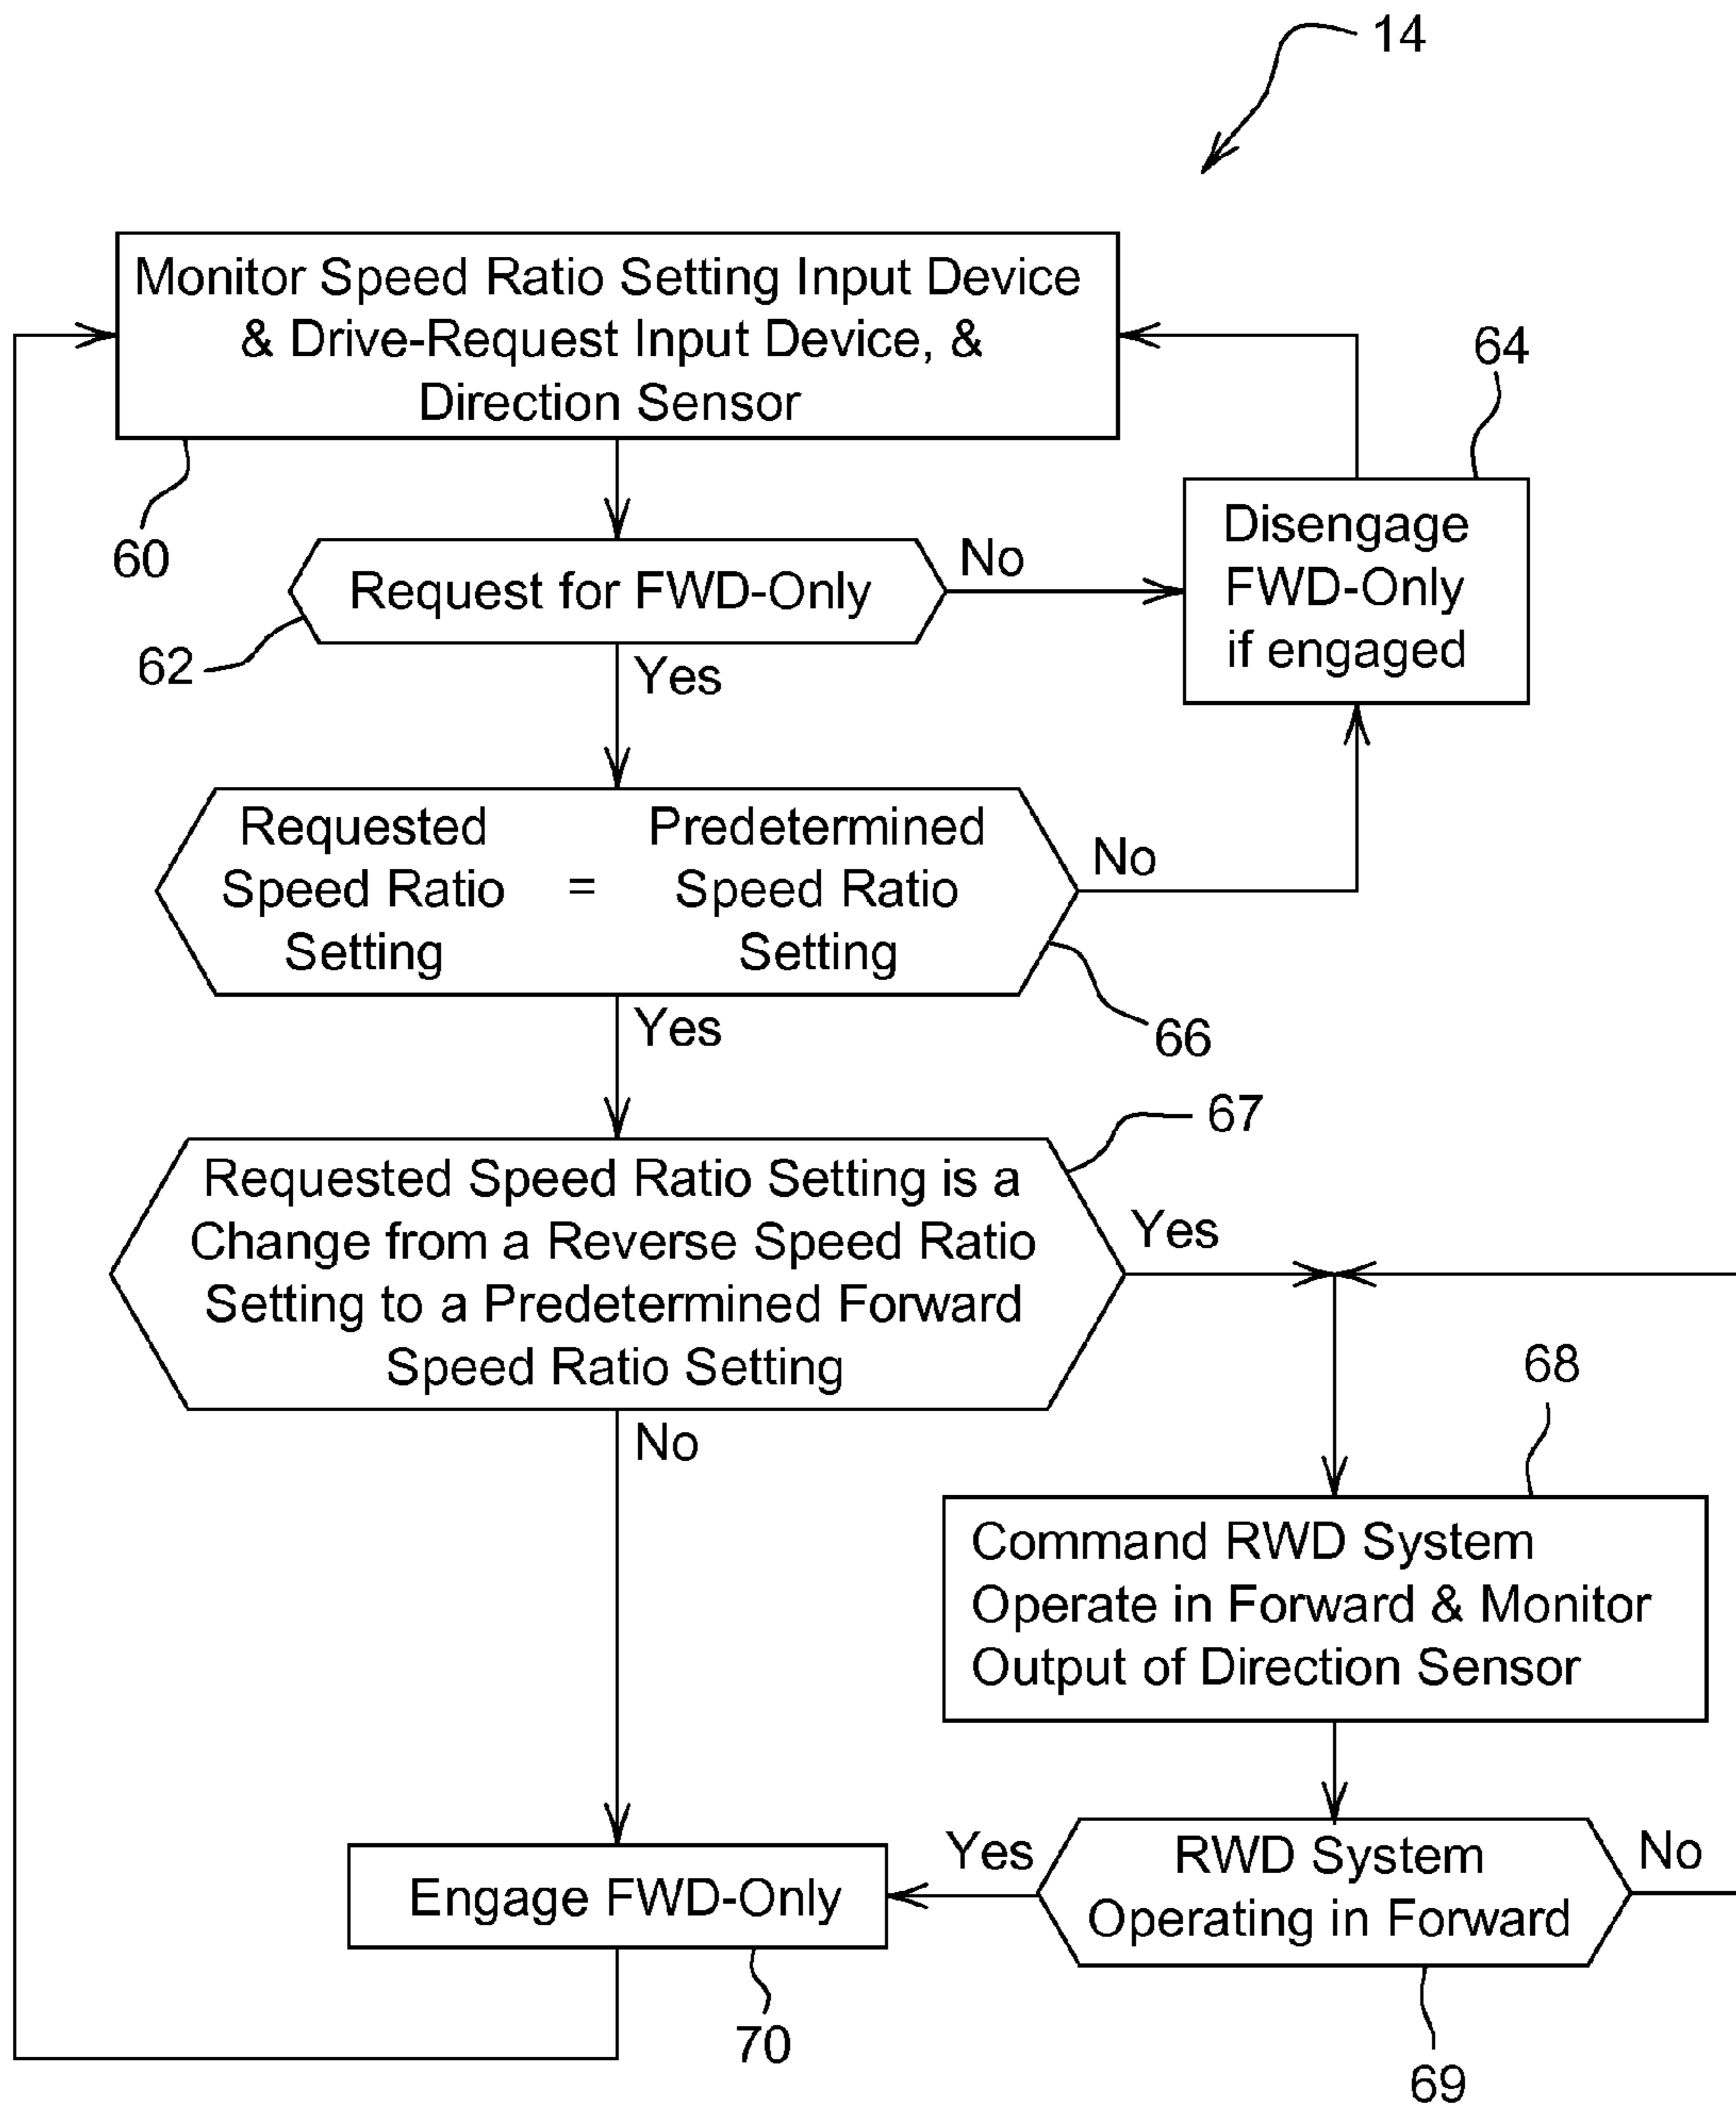 14
Monitor Speed Ratio Setting Input Device
& Drive-Request Input Device, &
Direction Sensor
60
64
Disengage
FWD-Only
if engaged
Request for FWD-Only
No
62
Yes
Requested
Speed Ratio
Setting
=
Predetermined
Speed Ratio
Setting
No
66
Yes
67
Requested Speed Ratio Setting is a
Change from a Reverse Speed Ratio
Setting to a Predetermined Forward
Speed Ratio Setting
Yes
No
68
Command RWD System
Operate in Forward & Monitor
Output of Direction Sensor
RWD System
Operating in Forward
Yes
No
69
Engage FWD-Only
70